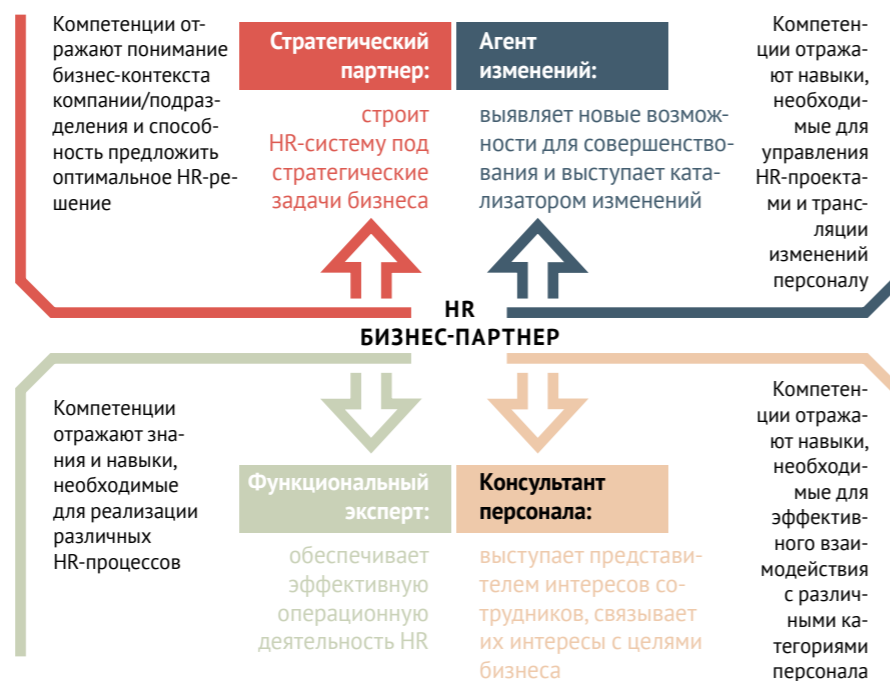 Компетенции от-
ражают понимание
бизнес-контекста
компании/подраз-
деления и способ-
ность предложить
оптимальное HR-ре-
шение
Стратегический
партнер:
строит
HR-систему под
стратегические
задачи бизнеса
Агент
изменений:
выявляет новые возмож-
ности для совершенство-
вания и выступает ката-
лизатором изменений
Компетен-
ции отража-
ют навыки,
необходи-
мые для
управления
HR-проекта-
ми и транс-
ляции
изменений
персоналу
HR
БИЗНЕС-ПАРТНЕР
Компетенции
отражают зна-
ния и навыки,
необходимые
для реализации
различных
HR-процессов
Функциональный
эксперт:
обеспечивает
эффективную
операционную
деятельность HR
Консультант
персонала:
выступает представи-
телем интересов со-
трудников, связывает
их интересы с целями
бизнеса
Компетен-
ции отража-
ют навыки,
необходи-
мые для
эффектив-
ного взаи-
модействия
с различ-
ными ка-
тегориями
персонала